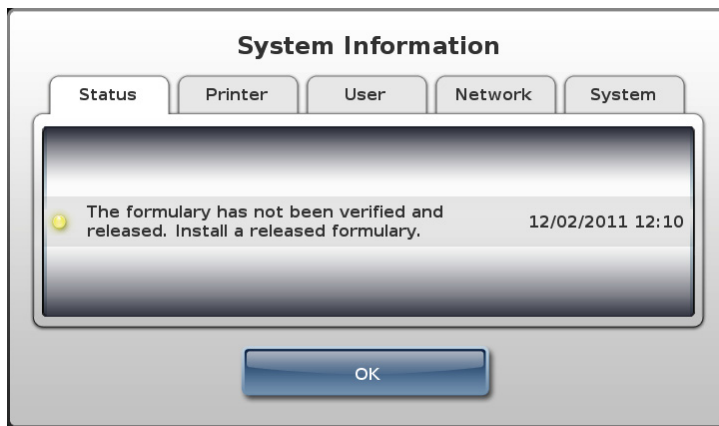 System Information
Status Printer User Network System
The formulary has not been verified and
released. Install a released formulary.
12/02/2011 12:10
OK